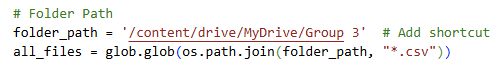 # Folder Path
folder_path = '/content/drive/MyDrive/Group 3'  # Add shortcut
all_files = glob.glob(os.path.join(folder_path, "*.csv"))